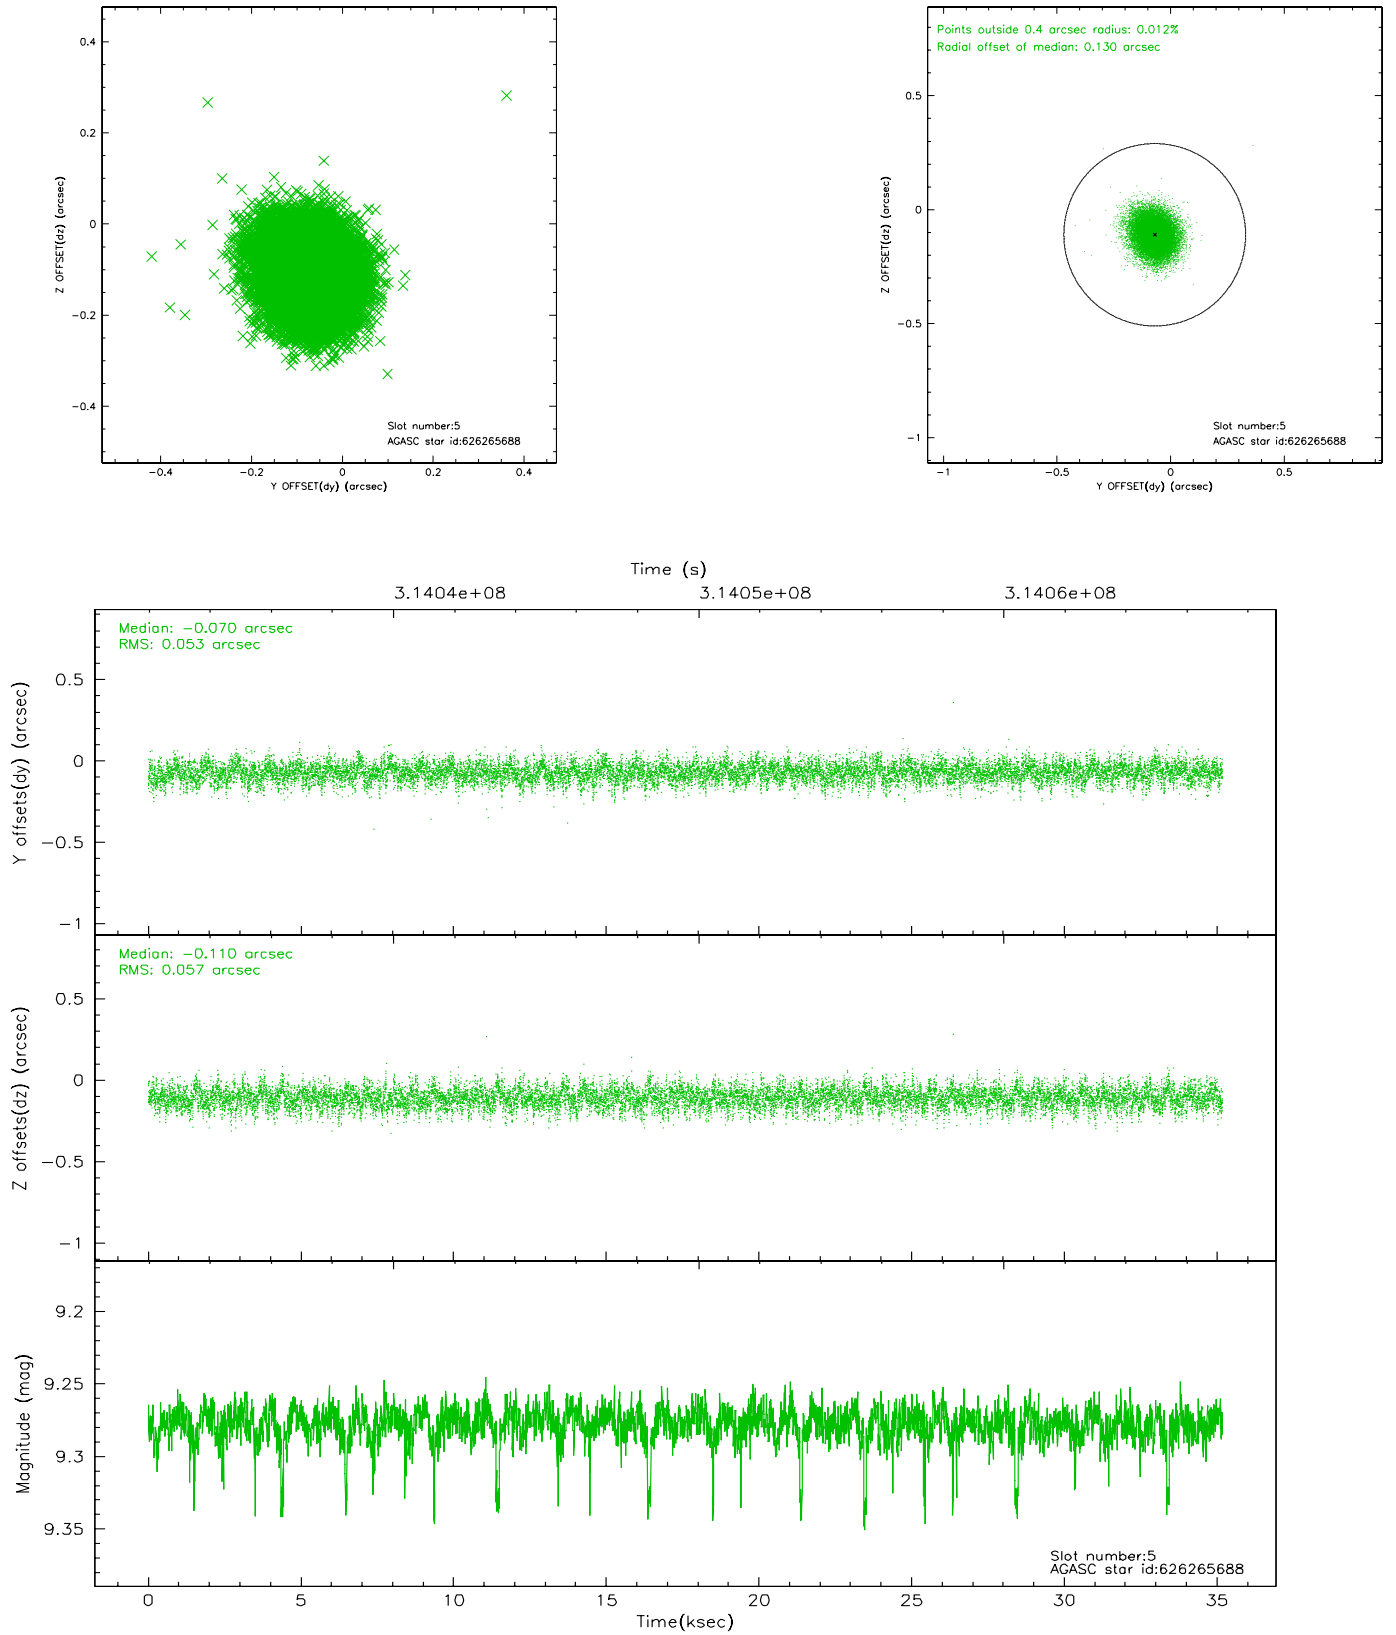 0.4
0.2
0
−0.2
−0.4
Z OFFSET(dz) (arcsec)
Slot number:5
AGASC star id:626265688
−0.4
−0.2
0
0.2
0.4
Y OFFSET(dy) (arcsec)
Points outside 0.4 arcsec radius: 0.012%
Radial offset of median: 0.130 arcsec
0.5
0
−0.5
−1
Z OFFSET(dz) (arcsec)
Slot number:5
AGASC star id:626265688
−1
−0.5
0
0.5
Y OFFSET(dy) (arcsec)
Time (s)
3.1404e+08
3.1405e+08
3.1406e+08
Median: −0.070 arcsec
RMS: 0.053 arcsec
0.5
0
−0.5
−1
Y offsets(dy) (arcsec)
Median: −0.110 arcsec
RMS: 0.057 arcsec
0.5
0
−0.5
−1
Z offsets(dz) (arcsec)
9.2
9.25
9.3
9.35
Magnitude (mag)
Slot number:5
AGASC star id:626265688
0
5
10
15
20
25
30
35
Time(ksec)